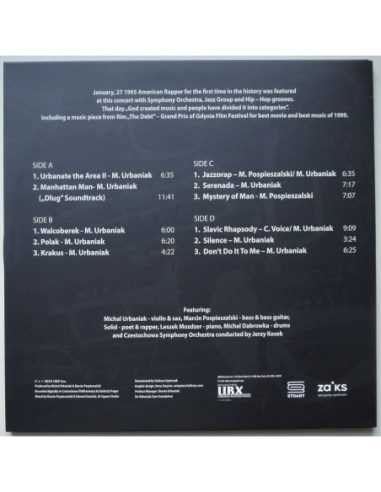 January, 27 1995 American Rapper for the first time in the history was featured
at this concert with Symphony Orchestra, Jazz Group and Hip – Hop grooves.
That day „God created music and people have divided it into categories".
Including a music piece from film „The Debt" – Grand Prix of Gdynia Film Festival for best movie and best music of 1999.
SIDE A
1. Urbanate the Area II - M. Urbaniak 6:35
2. Manhattan Man- M. Urbaniak
(„Dług" Soundtrack) 11:41
SIDE B
1. Walcoberek - M. Urbaniak 6:00
2. Polak - M. Urbaniak 6:20
3. Krakus - M. Urbaniak 4:22
SIDE C
1. Jazzorap – M. Pospieszalski/ M. Urbaniak 6:35
2. Serenada – M. Urbaniak 7:17
3. Mystery of Man - M. Pospieszalski 7:07
SIDE D
1. Slavic Rhapsody – C. Voice/ M. Urbaniak 9:09
2. Silence – M. Urbaniak 3:24
3. Don't Do It To Me – M. Urbaniak 6:25
Featuring:
Michal Urbaniak - violin & sax, Marcin Pospieszalski - bass & bass guitar,
Solid - poet & rapper, Leszek Mozdzer - piano, Michal Dabrowka - drums
and Czestochowa Symphony Orchestra conducted by Jerzy Kosek
UBX
STOART
ZAiKS